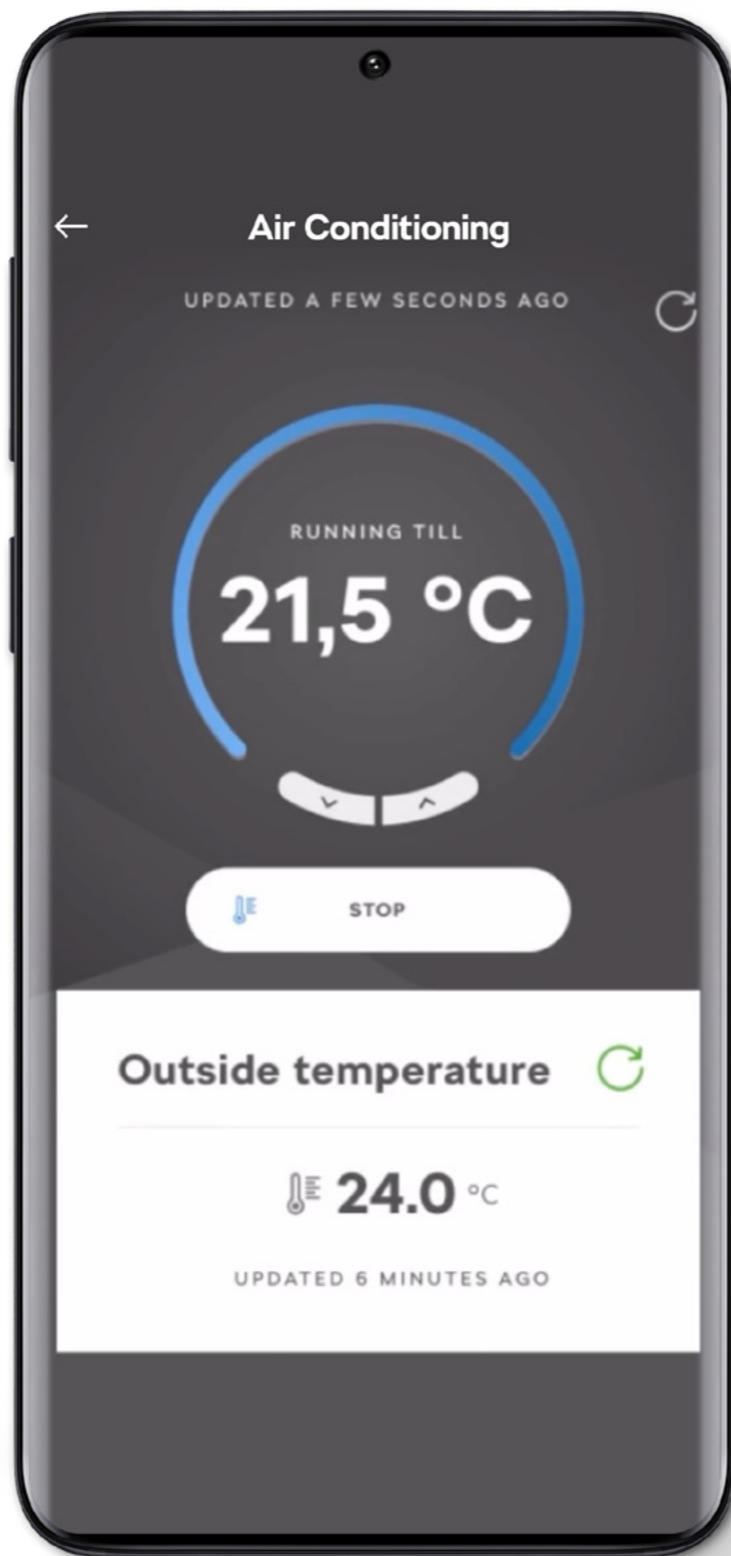 Air Conditioning
UPDATED A FEW SECONDS AGO
RUNNING TILL
21,5 °C
STOP
Outside temperature
24.0 °C
UPDATED 6 MINUTES AGO